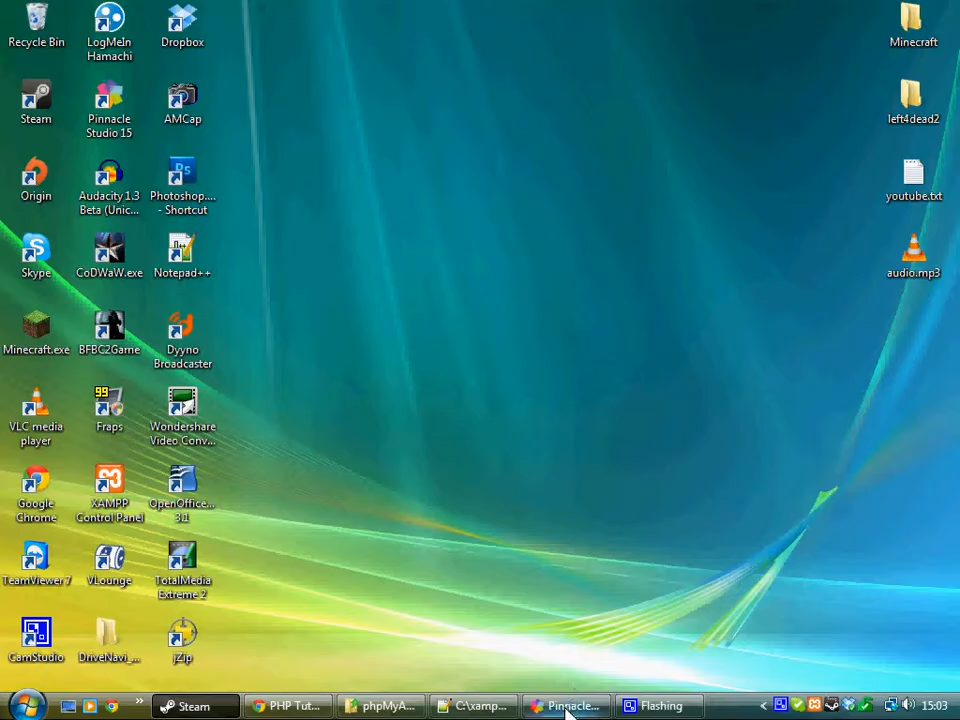 Recycle Bin
LogMeIn
Hamachi
Dropbox
Minecraft
Steam
Pinnacle
Studio 15
AMCap
left4dead2
Origin
Audacity 1.3
Beta (Unic...
Ps
Photoshop....
- Shortcut
youtube.txt
Skype
CoDWaW.exe
Notepad++
audio.mp3
Minecraft.exe
BFBC2Game
Dyyno
Broadcaster
99
VLC media
player
Fraps
Wondershare
Video Conv...
Google
Chrome
XAMPP
Control Panel
OpenOffice...
3.1
TeamViewer 7
VLounge
TotalMedia
Extreme 2
CamStudio
DriveNavi_...
jZip
»
Steam
PHP Tut...
phpMyA...
C:\xamp...
Pinnacle...
Flashing
<
15:03